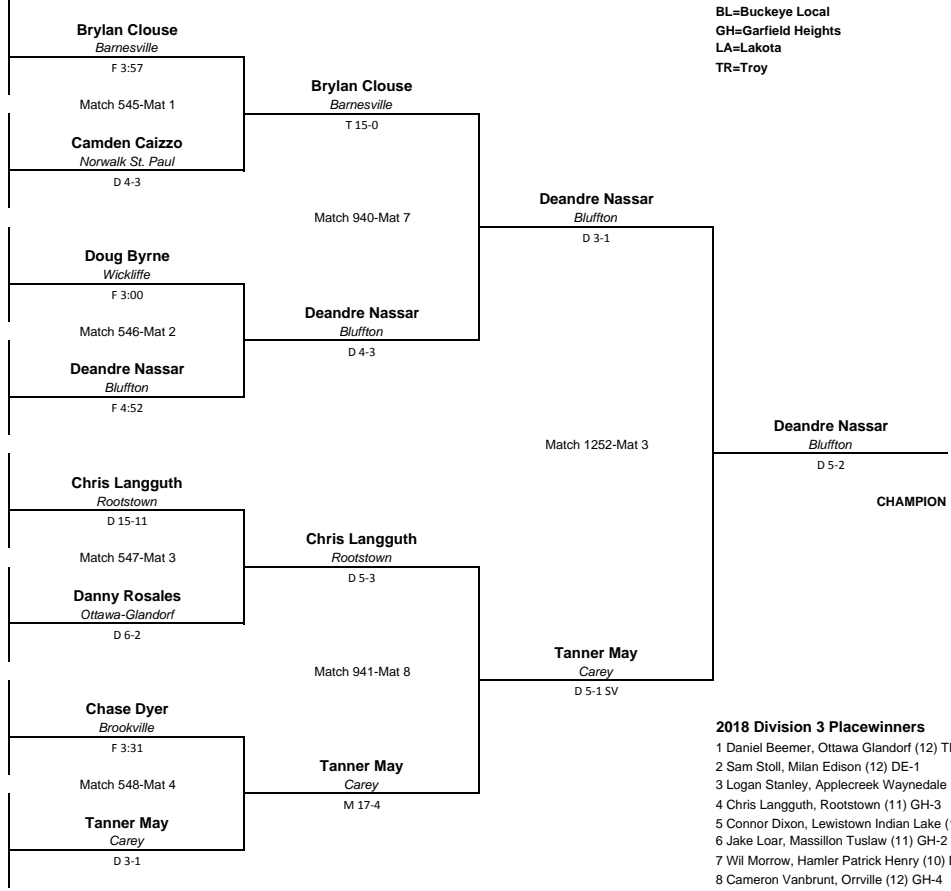 BL=Buckeye Local
GH=Garfield Heights
LA=Lakota
TR=Troy
Brylan Clouse
Barnesville
F 3:57
Match 545-Mat 1
Camden Caizzo
Norwalk St. Paul
D 4-3
Doug Byrne
Wickliffe
F 3:00
Match 546-Mat 2
Deandre Nassar
Bluffton
F 4:52
Chris Langguth
Rootstown
D 15-11
Match 547-Mat 3
Danny Rosales
Ottawa-Glandorf
D 6-2
Chase Dyer
Brookville
F 3:31
Match 548-Mat 4
Tanner May
Carey
D 3-1
Brylan Clouse
Barnesville
T 15-0
Match 940-Mat 7
Deandre Nassar
Bluffton
D 4-3
Chris Langguth
Rootstown
D 5-3
Match 941-Mat 8
Tanner May
Carey
M 17-4
Deandre Nassar
Bluffton
D 3-1
Match 1252-Mat 3
Tanner May
Carey
D 5-1 SV
Deandre Nassar
Bluffton
D 5-2
CHAMPION
2018 Division 3 Placewinners
1 Daniel Beemer, Ottawa Glandorf (12)
2 Sam Stoll, Milan Edison (12) DE-1
3 Logan Stanley, Applecreek Waynedale
4 Chris Langguth, Rootstown (11) GH-3
5 Connor Dixon, Lewistown Indian Lake
6 Jake Loar, Massillon Tuslaw (11) GH-2
7 Wil Morrow, Hamler Patrick Henry (10)
8 Cameron Vanbrunt, Orrville (12) GH-4